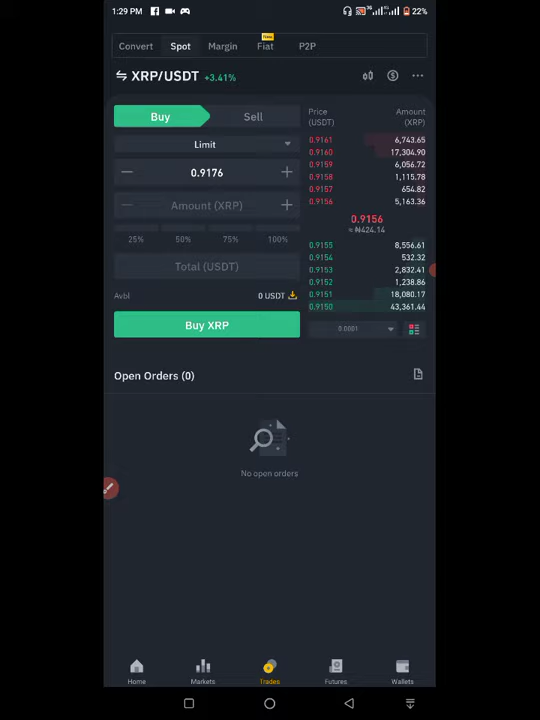 1:29 PM
22%
Convert
Spot
Margin
New
Fiat
P2P
XRP/USDT +3.41%
Buy
Sell
Limit
0.9176
Amount (XRP)
25% 50% 75% 100%
Total (USDT)
Avbl
0 USDT
Buy XRP
Price
(USDT)
Amount
(XRP)
0.9161 6,743.65
0.9160 17,304.90
0.9159 6,056.72
0.9158 1,115.78
0.9157 654.82
0.9156 5,163.36
0.9156
≈ ₦424.14
0.9155 8,556.61
0.9154 532.32
0.9153 2,832.41
0.9152 1,238.86
0.9151 18,080.17
0.9150 43,361.44
0.0001
Open Orders (0)
No open orders
Home
Markets
Trades
Futures
Wallets